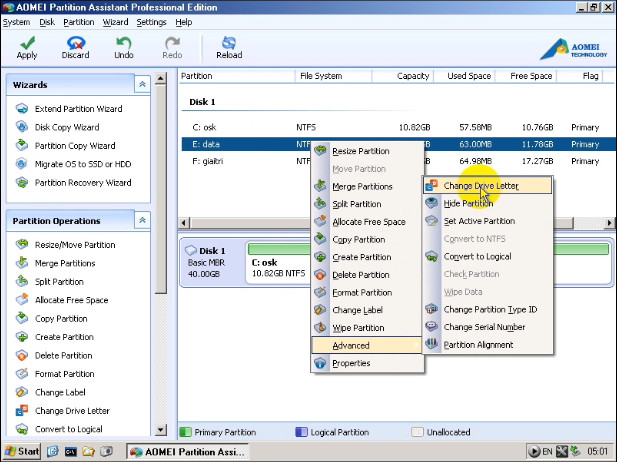 AOMEI Partition Assistant Professional Edition
System Disk Partition Wizard Settings Help
Apply Discard Undo Redo Reload
AOMEI
TECHNOLOGY
Wizards
Extend Partition Wizard
Disk Copy Wizard
Partition Copy Wizard
Migrate OS to SSD or HDD
Partition Recovery Wizard
Partition Operations
Resize/Move Partition
Merge Partitions
Split Partition
Allocate Free Space
Copy Partition
Create Partition
Delete Partition
Format Partition
Change Label
Change Drive Letter
Convert to Logical
Partition File System Capacity Used Space Free Space Flag
Disk 1
C: osk NTFS 10.82GB 57.58MB 10.76GB Primary
E: data NTF 63.00MB 11.78GB Primary
F: giaitri NTF 64.98MB 17.27GB Primary
Resize Partition
Move Partition
Merge Partitions
Split Partition
Allocate Free Space
Copy Partition
Create Partition
Delete Partition
Format Partition
Change Label
Wipe Partition
Advanced
Properties
Change Drive Letter
Hide Partition
Set Active Partition
Convert to NTFS
Convert to Logical
Check Partition
Wipe Data
Change Partition Type ID
Change Serial Number
Partition Alignment
Disk 1
Basic MBR
40.00GB
C: osk
10.82GB NTFS
Primary Partition Logical Partition Unallocated
Start AOMEI Partition Assi... EN 05:01